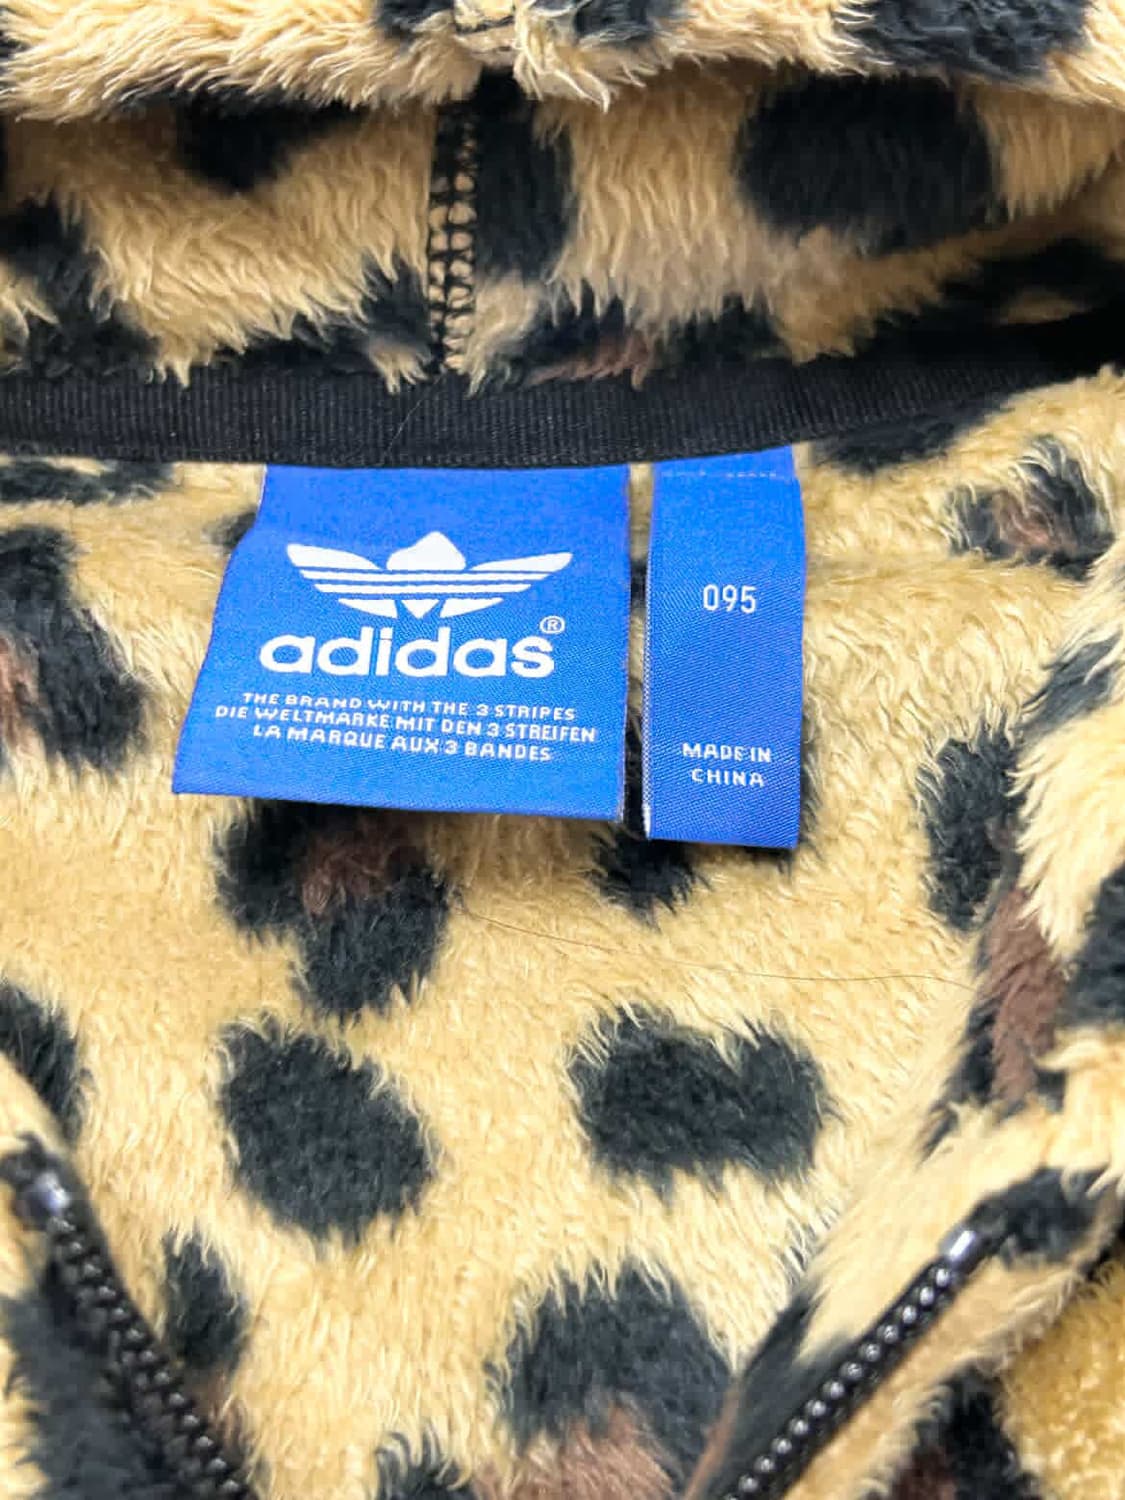 adidas®
THE BRAND WITH THE 3 STRIPES
DIE WELTMARKE MIT DEN 3 STREIFEN
LA MARQUE AUX 3 BANDES
095
MADE IN
CHINA